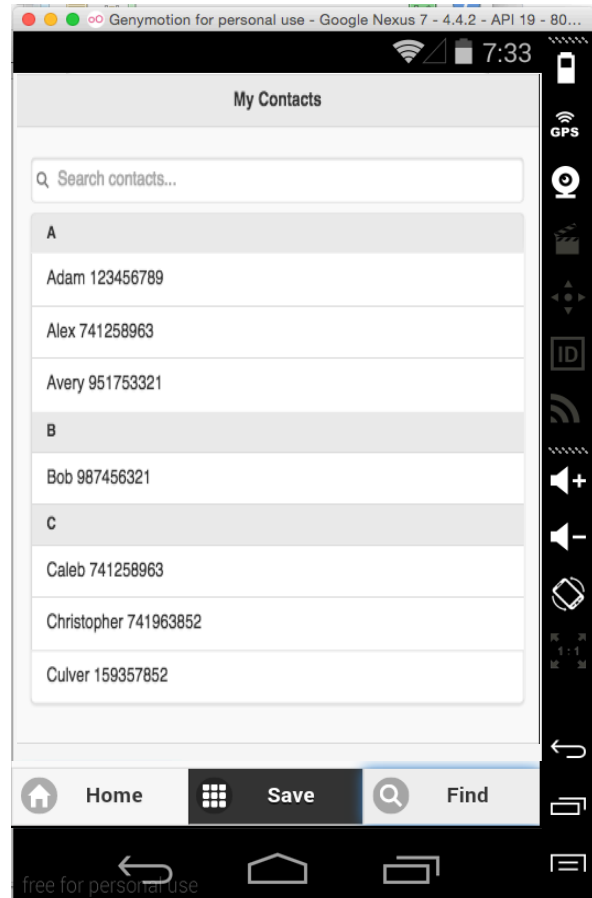 Genymotion for personal use - Google Nexus 7 - 4.4.2 - API 19 - 80...
7:33
My Contacts
GPS
Search contacts...
A
Adam 123456789
Alex 741258963
ID
Avery 951753321
B
Bob 987456321
C
Caleb 741258963
Christopher 741963852
1:1
Culver 159357852
Home Save Find
free for personal use